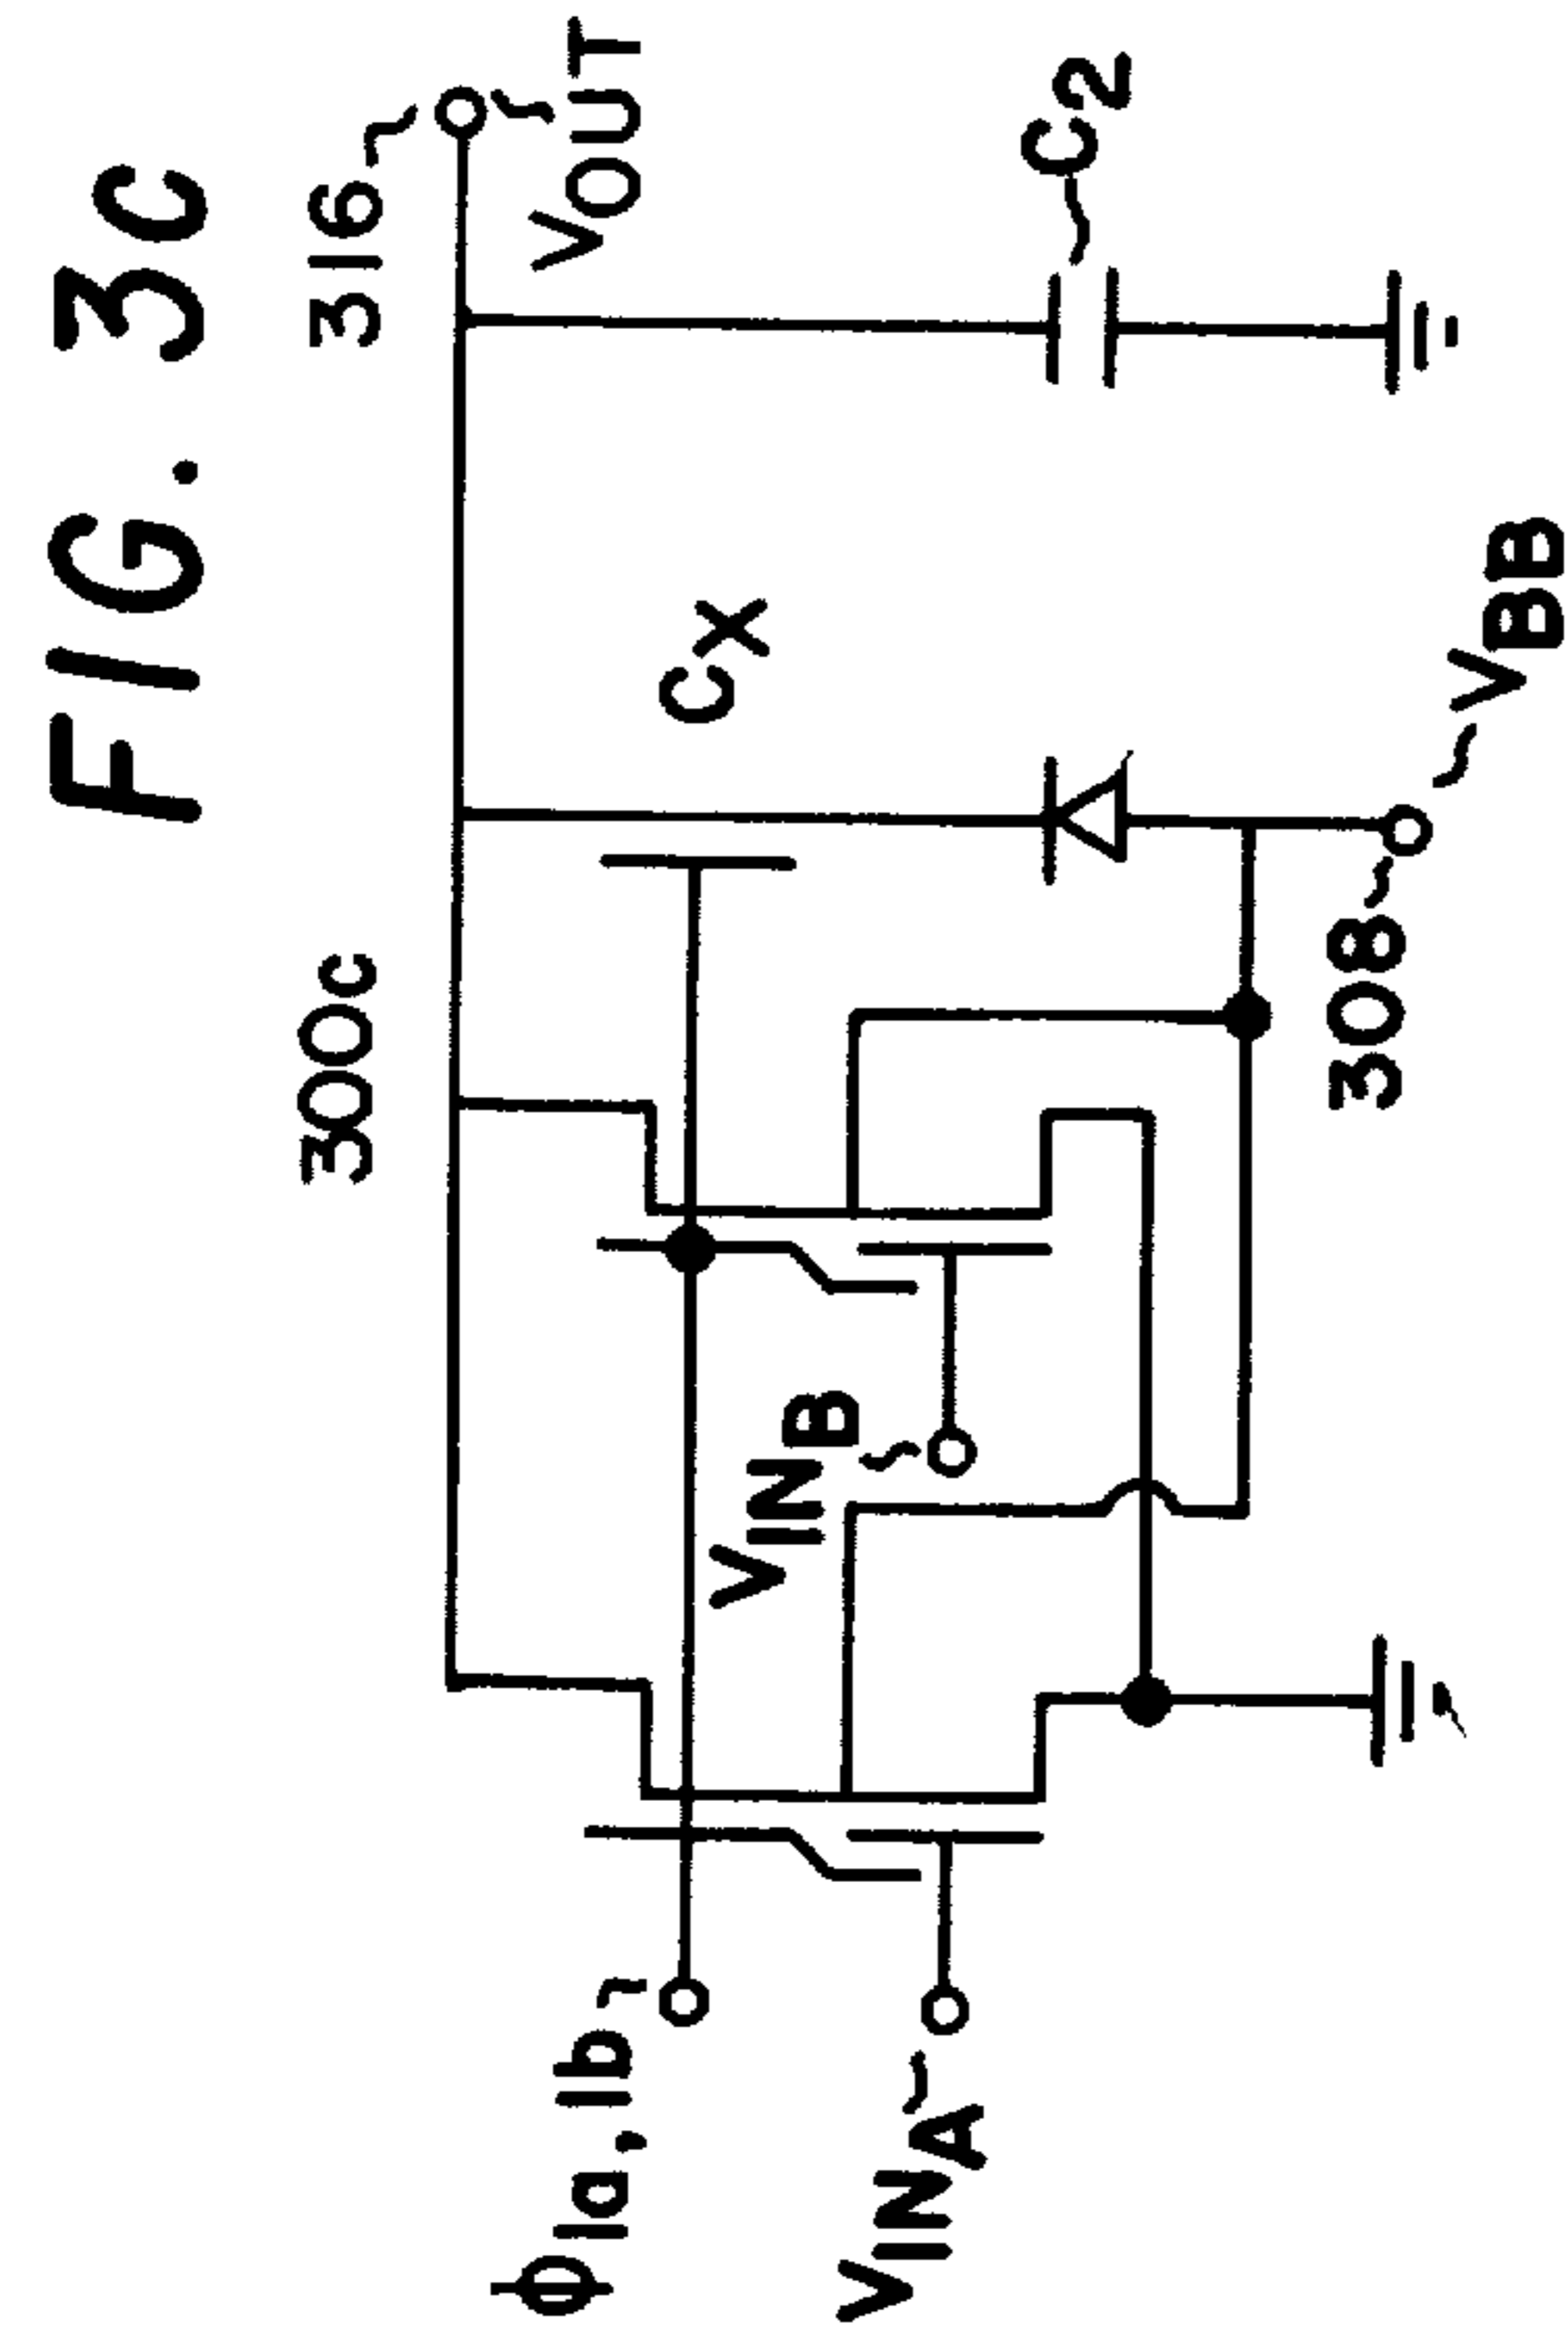 FIG. 3C
300c
316
VOUT
CX
C2
φ1a,1b
VINA
VINB
308
VBB